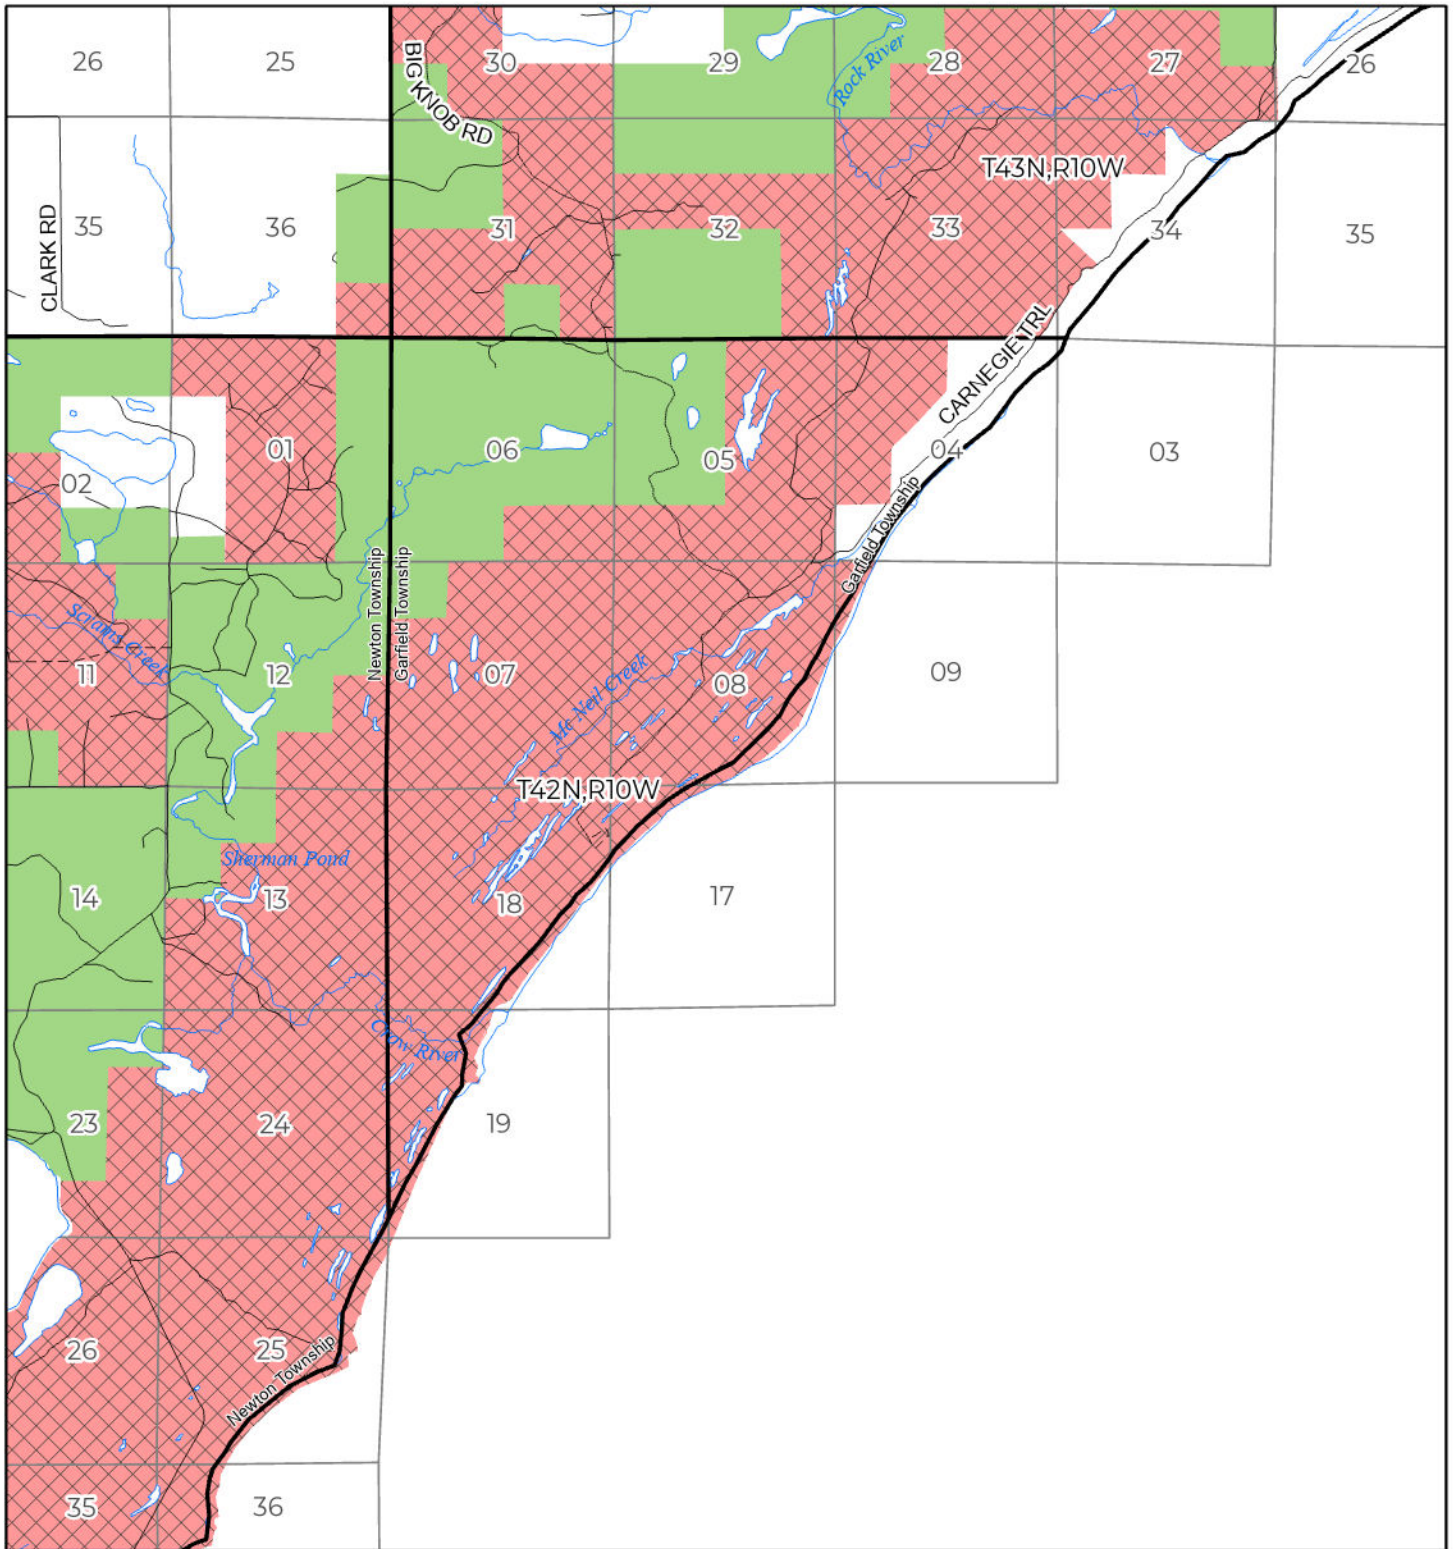 26
25
30
29
28
27
26
BIG KNOB RD
Rock River
T43N,R10W
CLARK RD
35
36
31
32
33
34
35
CARNEGIE TRL
02
01
06
05
04
03
Newton Township
Garfield Township
Garfield Township
Scrams Creek
11
12
07
Mc Neil Creek
08
09
T42N,R10W
Sherman Pond
14
13
18
17
Crow River
23
24
19
26
25
Newton Township
35
36